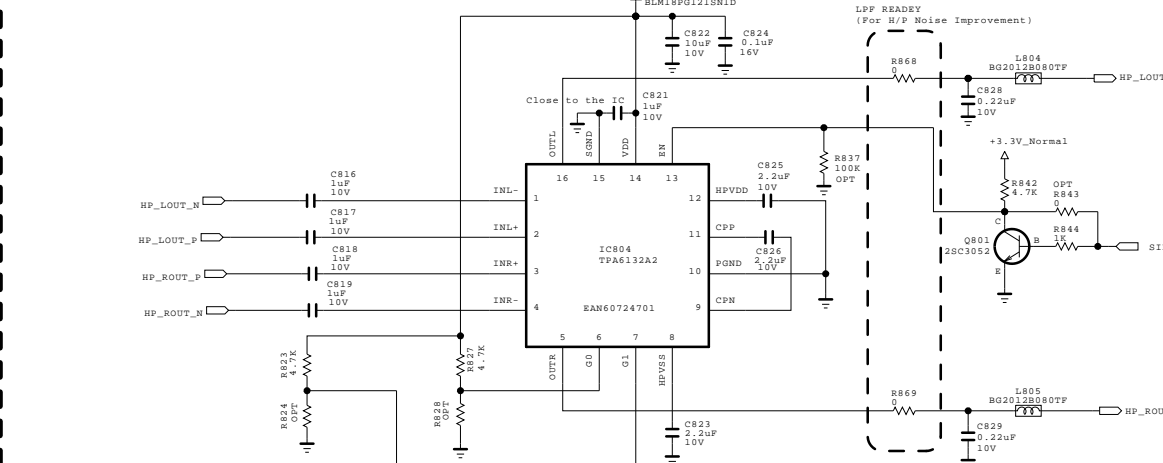 BLM18PG121SN1D
LPF READEY
(For H/P Noise Improvement)
C822
10uF
10V
C824
0.1uF
16V
R868
0
L804
BG2012B080TF
HP_LOUT
C828
0.22uF
10V
Close to the IC
C821
1uF
10V
OUTL
SGND
VDD
EN
16
15
14
13
R837
100K
OPT
+3.3V_Normal
R842
4.7K
OPT
R843
0
R844
1K
C
B
E
Q801
2SC3052
C816
1uF
10V
HP_LOUT_N
INL-
1
C817
1uF
10V
HP_LOUT_P
INL+
2
C818
1uF
10V
HP_ROUT_P
INR+
3
C819
1uF
10V
HP_ROUT_N
INR-
4
IC804
TPA6132A2
EAN60724701
12
HPVDD
C825
2.2uF
10V
11
CPP
C826
2.2uF
10V
10
PGND
9
CPN
5
6
7
8
OUTR
G0
G1
HPVSS
R823
4.7K
R827
4.7K
R824
OPT
R828
OPT
C823
2.2uF
10V
R869
0
L805
BG2012B080TF
HP_ROU
C829
0.22uF
10V